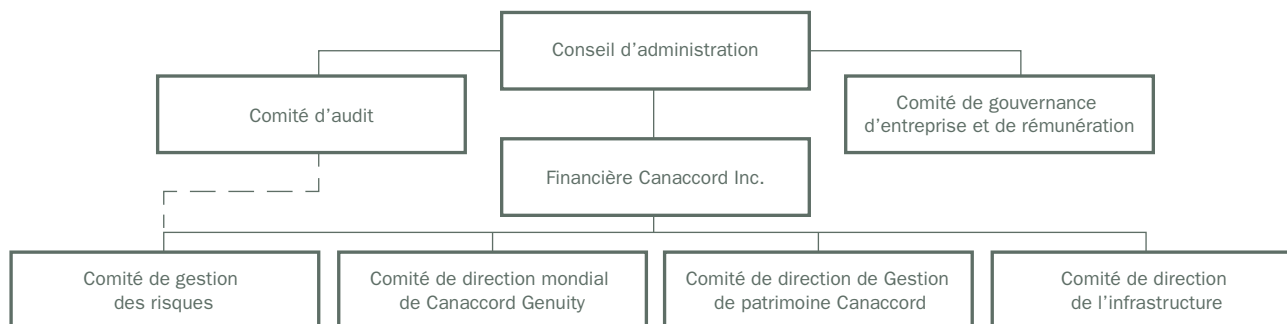 Conseil d’administration
Comité d’audit
Comité de gouvernance
d’entreprise et de rémunération
Financière Canaccord Inc.
Comité de gestion
des risques
Comité de direction mondial
de Canaccord Genuity
Comité de direction de Gestion
de patrimoine Canaccord
Comité de direction
de l’infrastructure